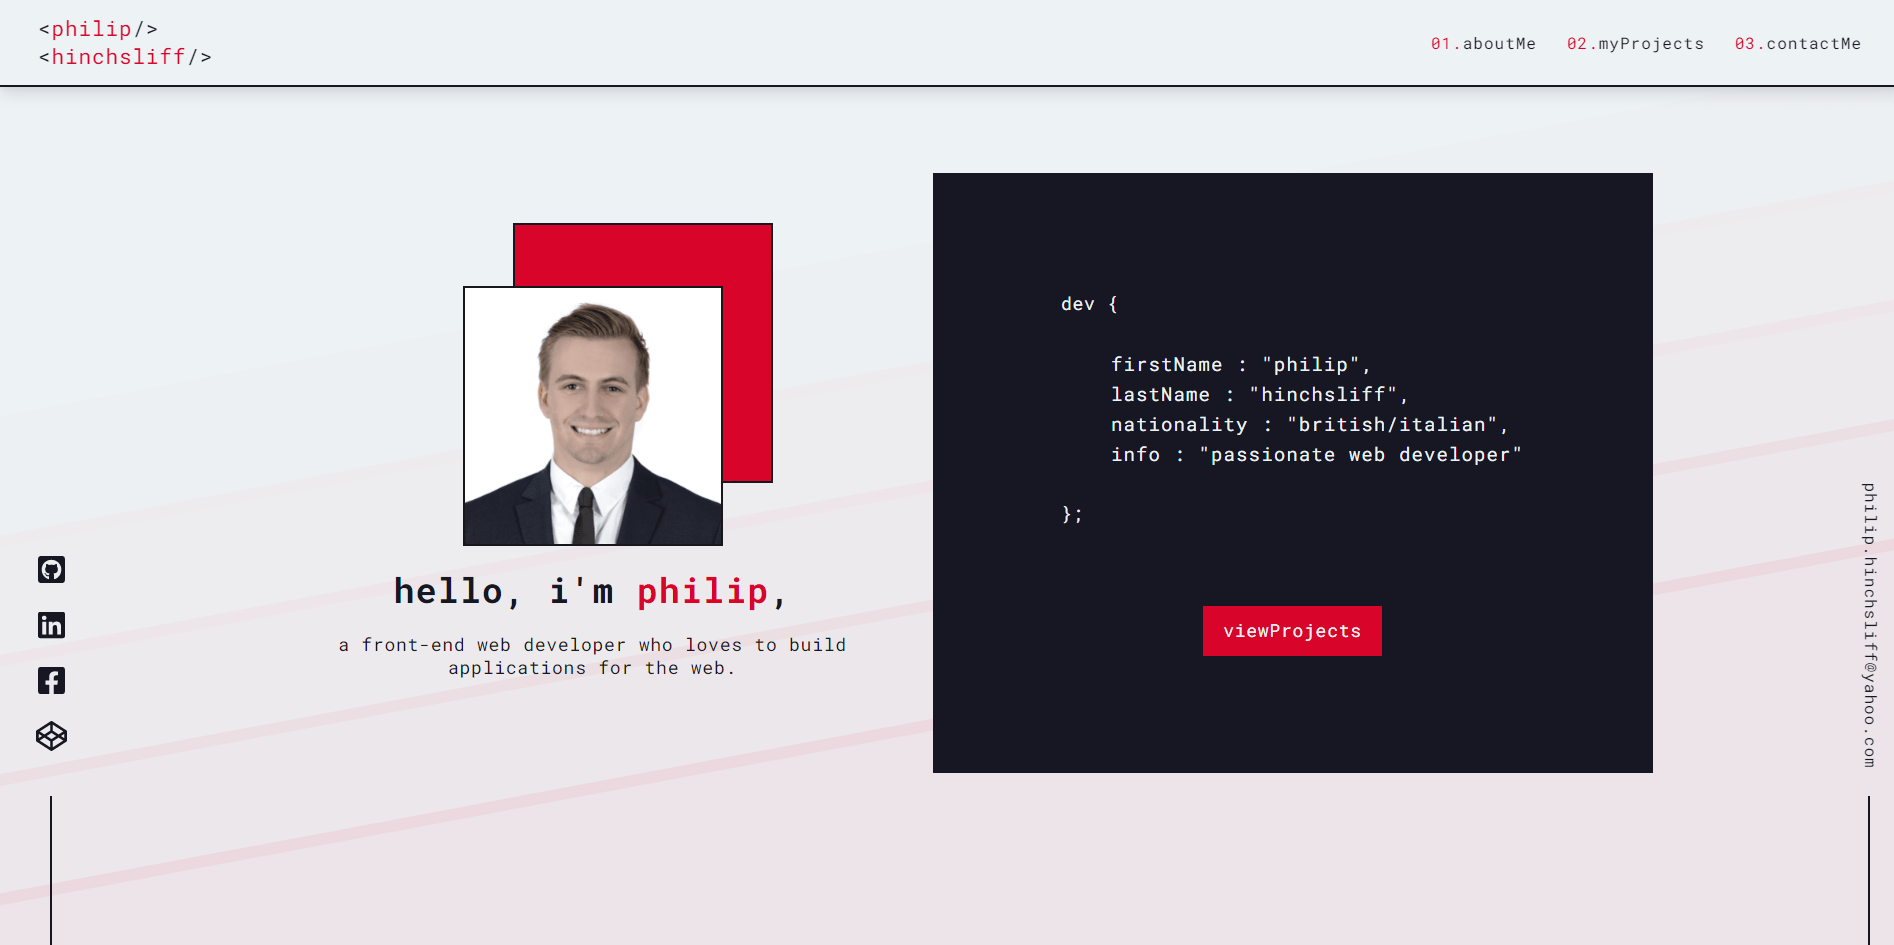 <philip/>
<hinchsliff/>
01.aboutMe 02.myProjects 03.contactMe
hello, i'm philip,
a front-end web developer who loves to build
applications for the web.
dev {
firstName : "philip",
lastName : "hinchsliff",
nationality : "british/italian",
info : "passionate web developer"
};
viewProjects
philip.hinchsliff@yahoo.com